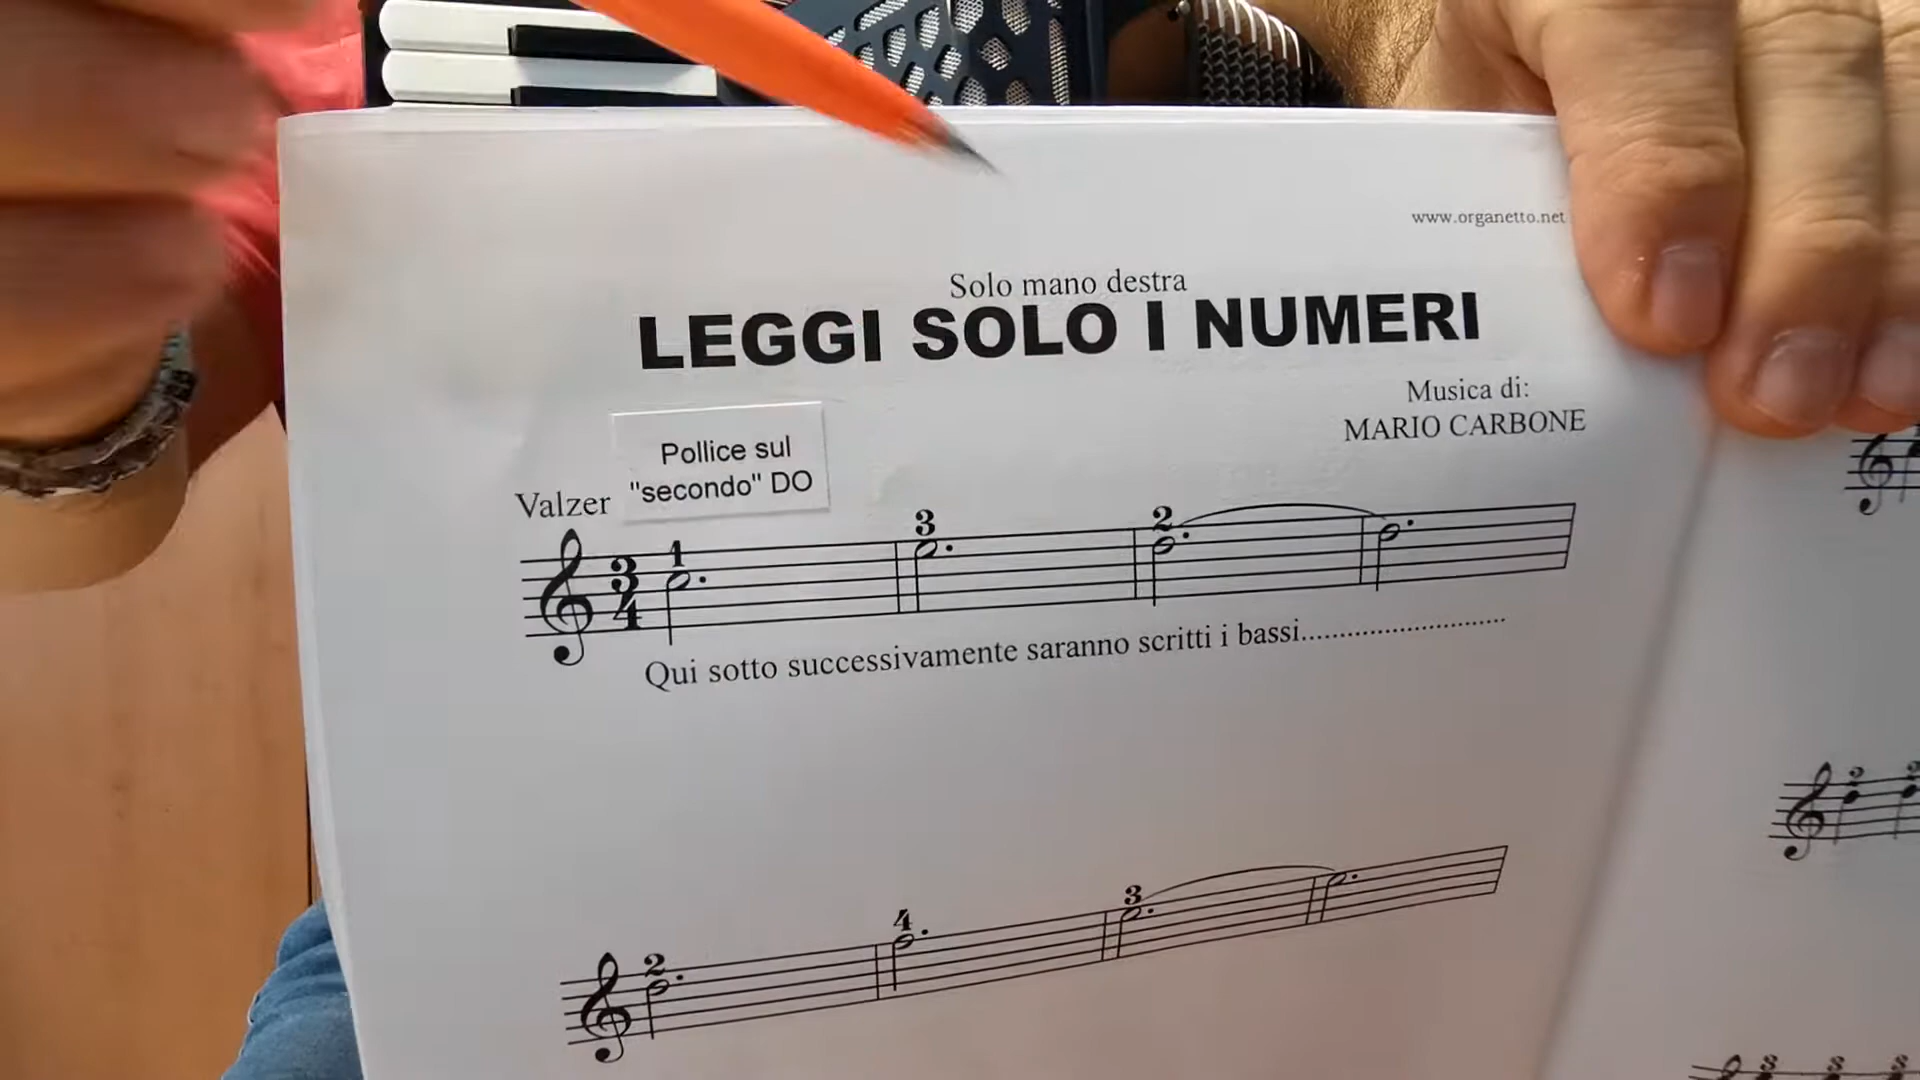 www.organetto.net
Solo mano destra
LEGGI SOLO I NUMERI
Musica di:
MARIO CARBONE
Pollice sul
"secondo" DO
Valzer
3
4
1 3 2
Qui sotto successivamente saranno scritti i bassi..............................
2 4 3